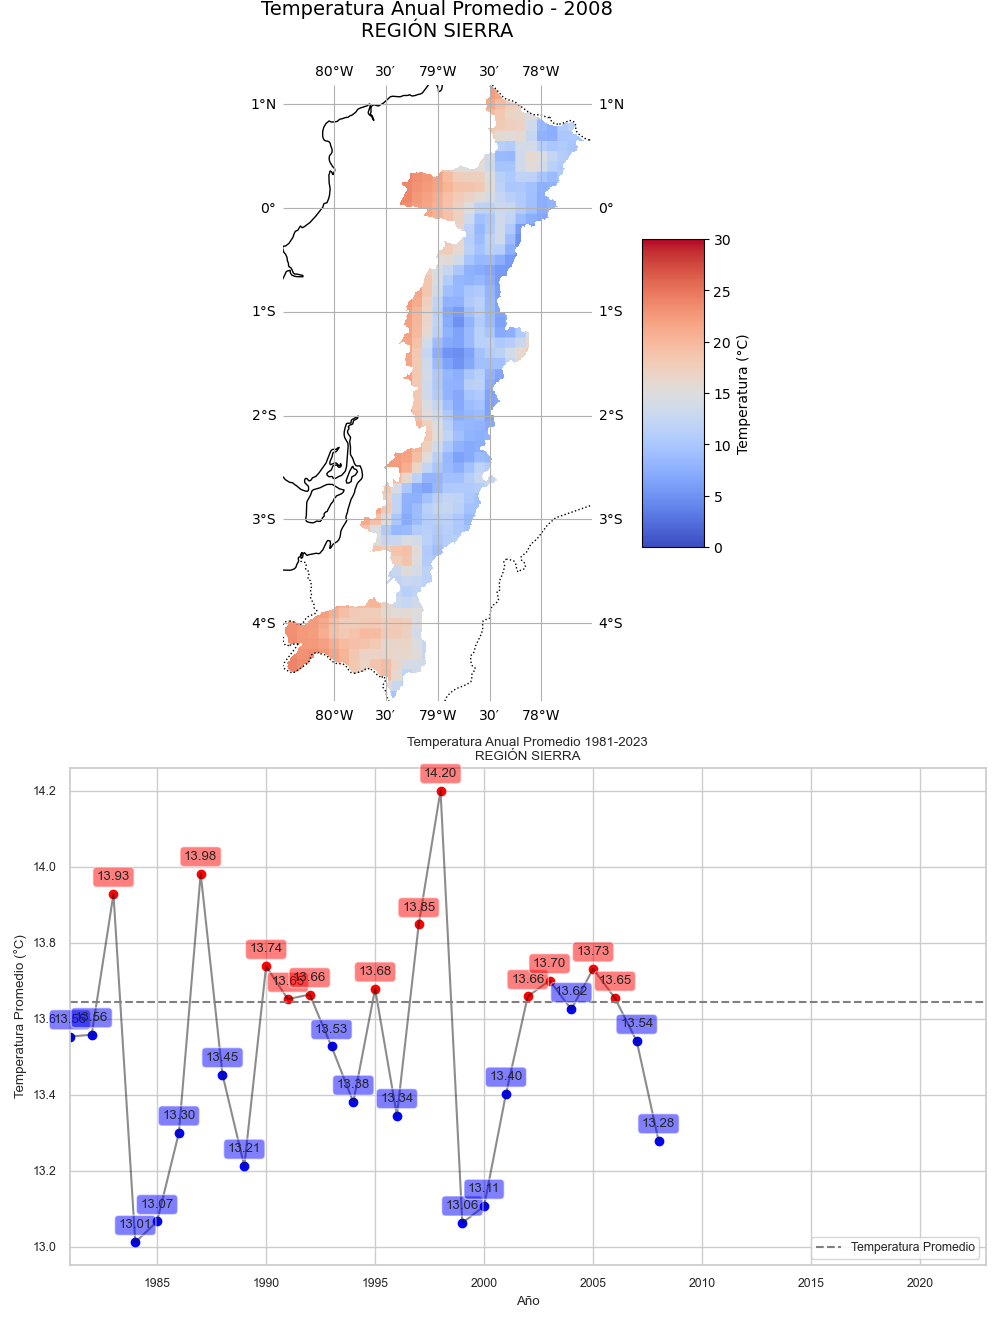 Temperatura Anual Promedio - 2008
REGIÓN SIERRA
80°W 30′ 79°W 30′ 78°W
1°N 1°N
0° 0°
1°S 1°S
2°S 2°S
3°S 3°S
4°S 4°S
80°W 30′ 79°W 30′ 78°W
30
25
20
15
10
5
0
Temperatura (°C)
Temperatura Anual Promedio 1981-2023
REGIÓN SIERRA
Temperatura Promedio (°C)
14.2
14.0
13.8
13.6
13.4
13.2
13.0
13.56
13.93
13.01
13.07
13.30
13.98
13.45
13.21
13.74
13.66
13.53
13.38
13.68
13.34
13.85
14.20
13.06
13.11
13.40
13.66
13.70
13.62
13.73
13.65
13.54
13.28
Temperatura Promedio
1985 1990 1995 2000 2005 2010 2015 2020
Año